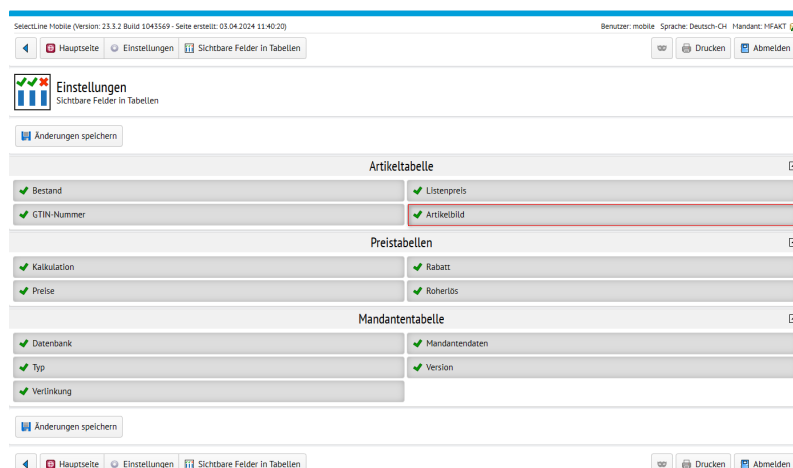 SelectLine Mobile (Version: 23.3.2 Build 1043569 - Seite erstellt: 03.04.2024 11:40:20) Benutzer: mobile Sprache: Deutsch-CH Mandant: MFAKT
Hauptseite Einstellungen Sichtbare Felder in Tabellen Drucken Abmelden
Einstellungen
Sichtbare Felder in Tabellen
Änderungen speichern
Artikeltabelle
Bestand Listenpreis
GTIN-Nummer Artikelbild
Preistabellen
Kalkulation Rabatt
Preise Roherlös
Mandantentabelle
Datenbank Mandantendaten
Typ Version
Verlinkung
Änderungen speichern
Hauptseite Einstellungen Sichtbare Felder in Tabellen Drucken Abmelden